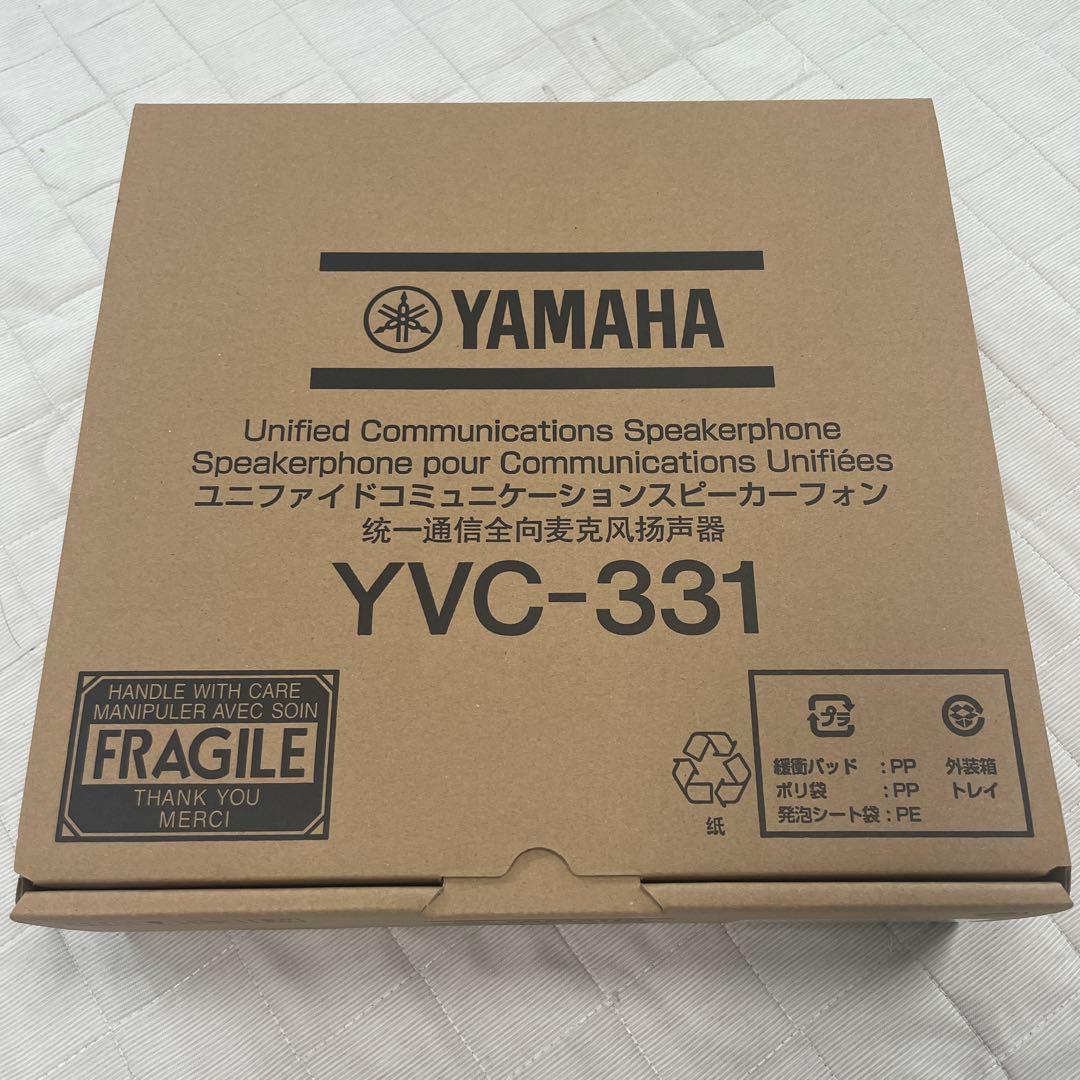 YAMAHA
Unified Communications Speakerphone
Speakerphone pour Communications Unifiées
ユニファイドコミュニケーションスピーカーフォン
统一通信全向麦克风扬声器
YVC-331
HANDLE WITH CARE
MANIPULER AVEC SOIN
FRAGILE
THANK YOU
MERCI
纸
プラ
緩衝パッド :PP
ポリ袋 :PP
発泡シート袋:PE
外装箱
トレイ